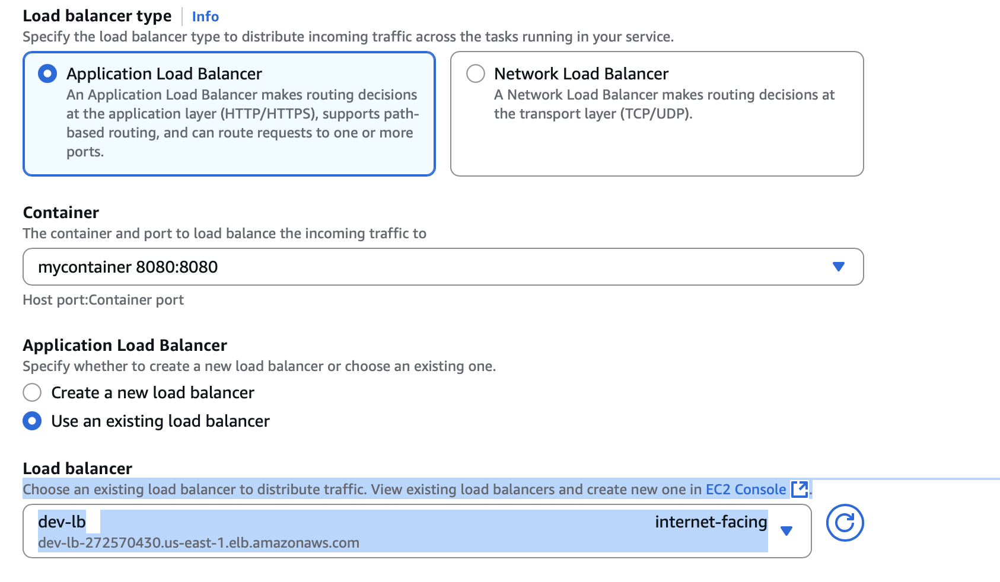 Load balancer type Info
Specify the load balancer type to distribute incoming traffic across the tasks running in your service.
Application Load Balancer
An Application Load Balancer makes routing decisions
at the application layer (HTTP/HTTPS), supports path-
based routing, and can route requests to one or more
ports.
Network Load Balancer
A Network Load Balancer makes routing decisions at
the transport layer (TCP/UDP).
Container
The container and port to load balance the incoming traffic to
mycontainer 8080:8080
Host port:Container port
Application Load Balancer
Specify whether to create a new load balancer or choose an existing one.
Create a new load balancer
Use an existing load balancer
Load balancer
Choose an existing load balancer to distribute traffic. View existing load balancers and create new one in EC2 Console.
dev-lb internet-facing
dev-lb-272570430.us-east-1.elb.amazonaws.com